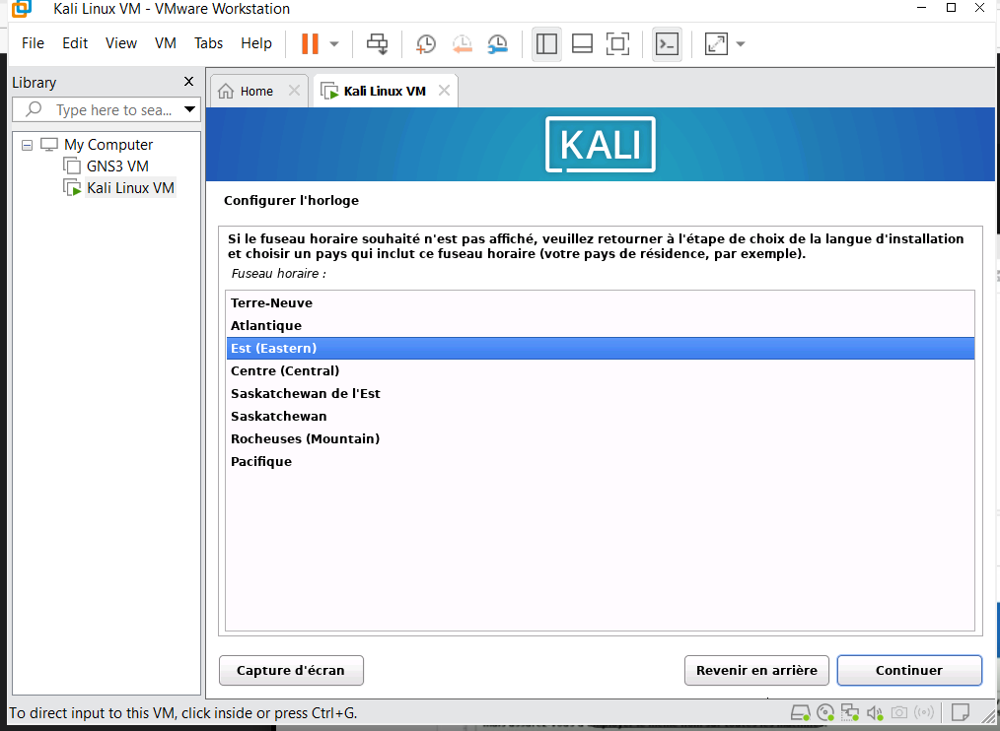 Kali Linux VM - VMware Workstation
File Edit View VM Tabs Help
Library
Type here to sea...
My Computer
GNS3 VM
Kali Linux VM
Home
Kali Linux VM
KALI
Configurer l'horloge
Si le fuseau horaire souhaité n'est pas affiché, veuillez retourner à l'étape de choix de la langue d'installation
et choisir un pays qui inclut ce fuseau horaire (votre pays de résidence, par exemple).
Fuseau horaire :
Terre-Neuve
Atlantique
Est (Eastern)
Centre (Central)
Saskatchewan de l'Est
Saskatchewan
Rocheuses (Mountain)
Pacifique
Capture d'écran
Revenir en arrière
Continuer
To direct input to this VM, click inside or press Ctrl+G.